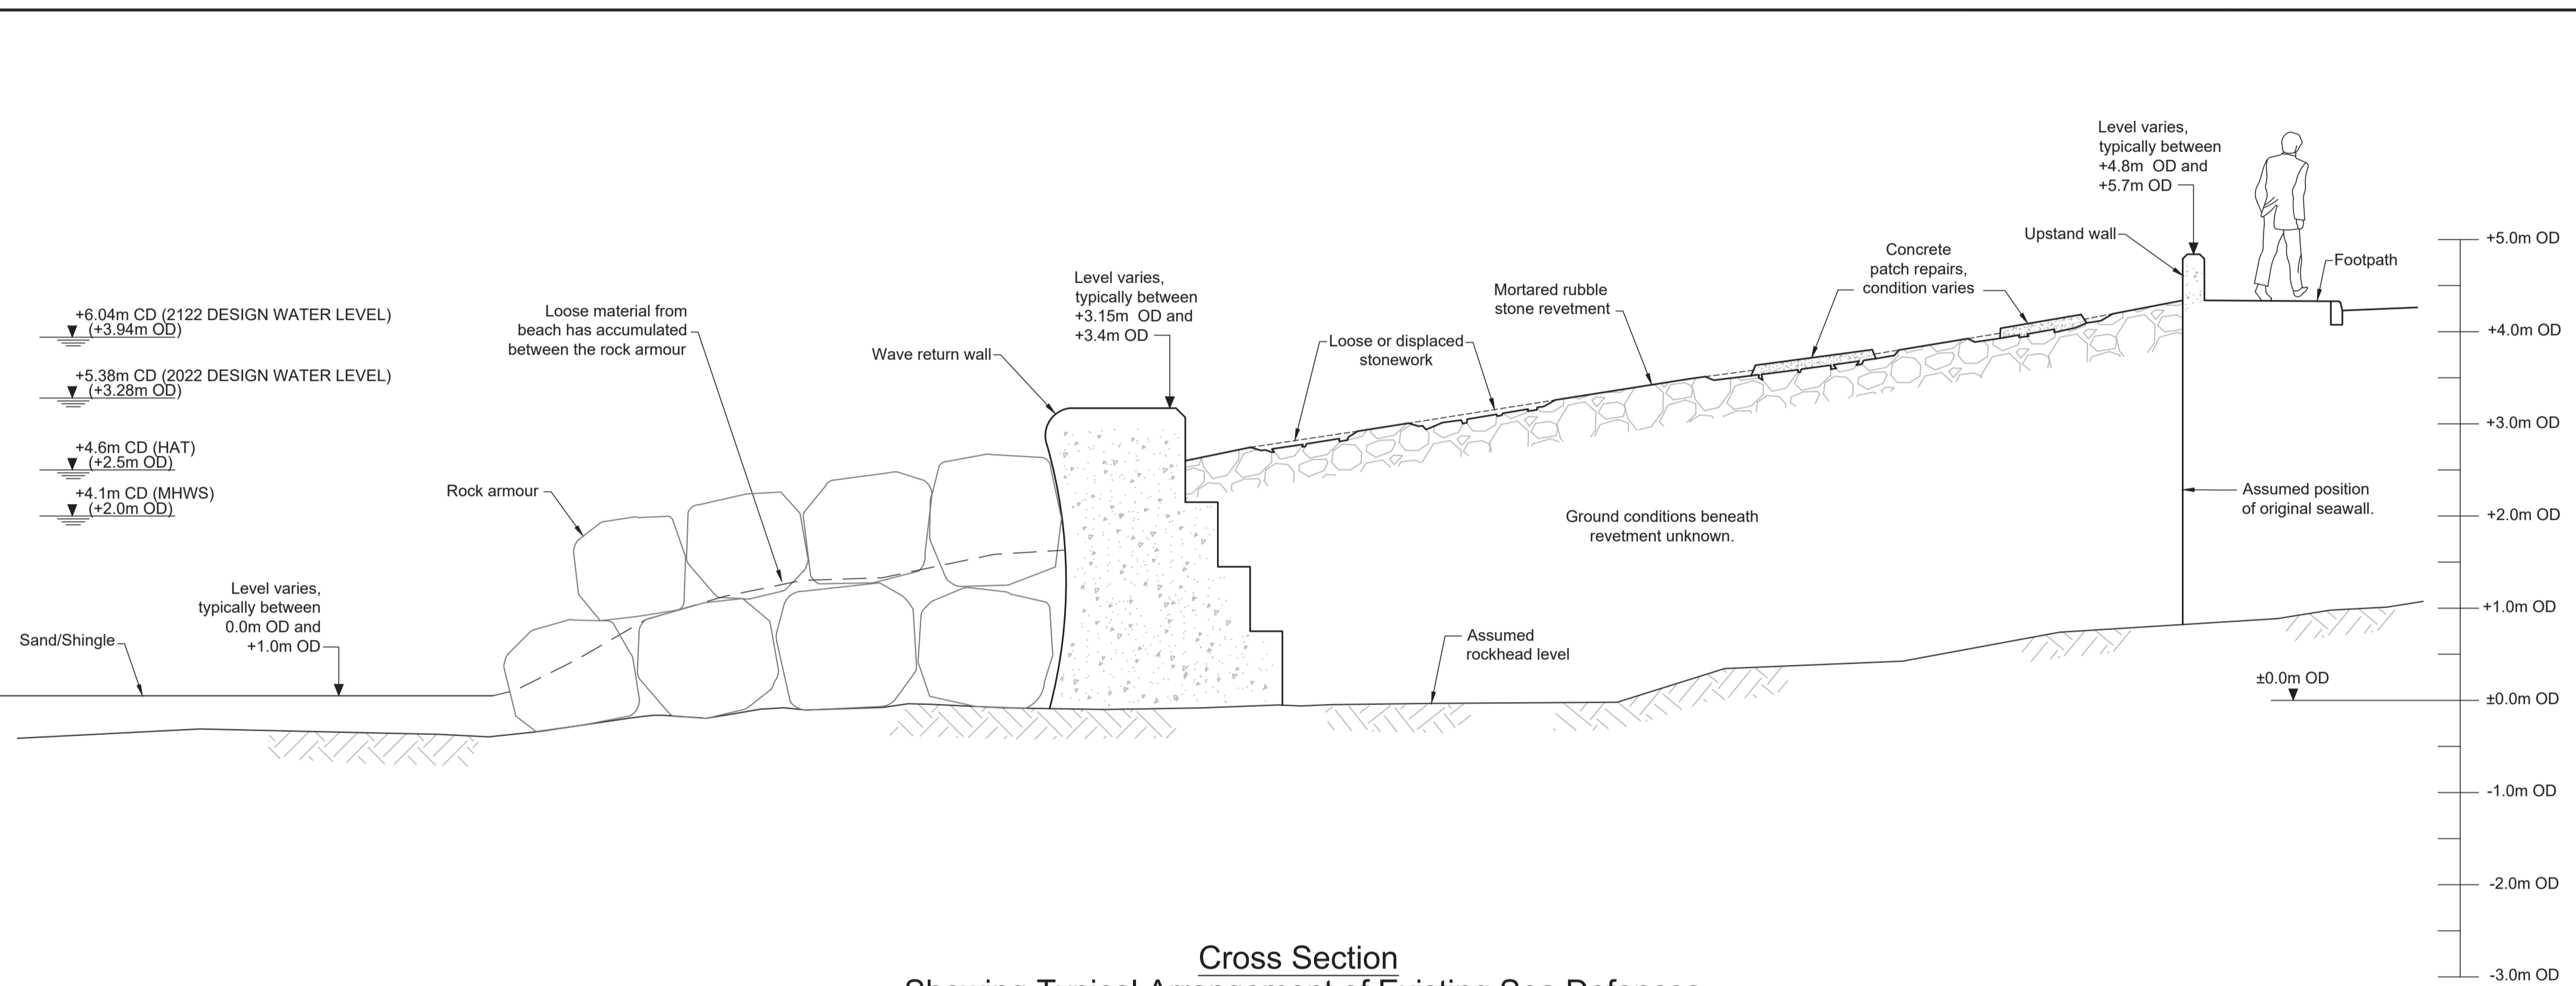 +6.04m CD (2122 DESIGN WATER LEVEL)
(+3.94m OD)
+5.38m CD (2022 DESIGN WATER LEVEL)
(+3.28m OD)
+4.6m CD (HAT)
(+2.5m OD)
+4.1m CD (MHWS)
(+2.0m OD)
Sand/Shingle
Level varies,
typically between
0.0m OD and
+1.0m OD
Rock armour
Loose material from
beach has accumulated
between the rock armour
Wave return wall
Level varies,
typically between
+3.15m OD and
+3.4m OD
Loose or displaced
stonework
Mortared rubble
stone revetment
Concrete
patch repairs,
condition varies
Upstand wall
Level varies,
typically between
+4.8m OD and
+5.7m OD
Footpath
Ground conditions beneath
revetment unknown.
Assumed position
of original seawall.
Assumed
rockhead level
±0.0m OD
+5.0m OD
+4.0m OD
+3.0m OD
+2.0m OD
+1.0m OD
±0.0m OD
-1.0m OD
-2.0m OD
-3.0m OD
Cross Section
Showing Typical Arrangement of Existing Sea Defences